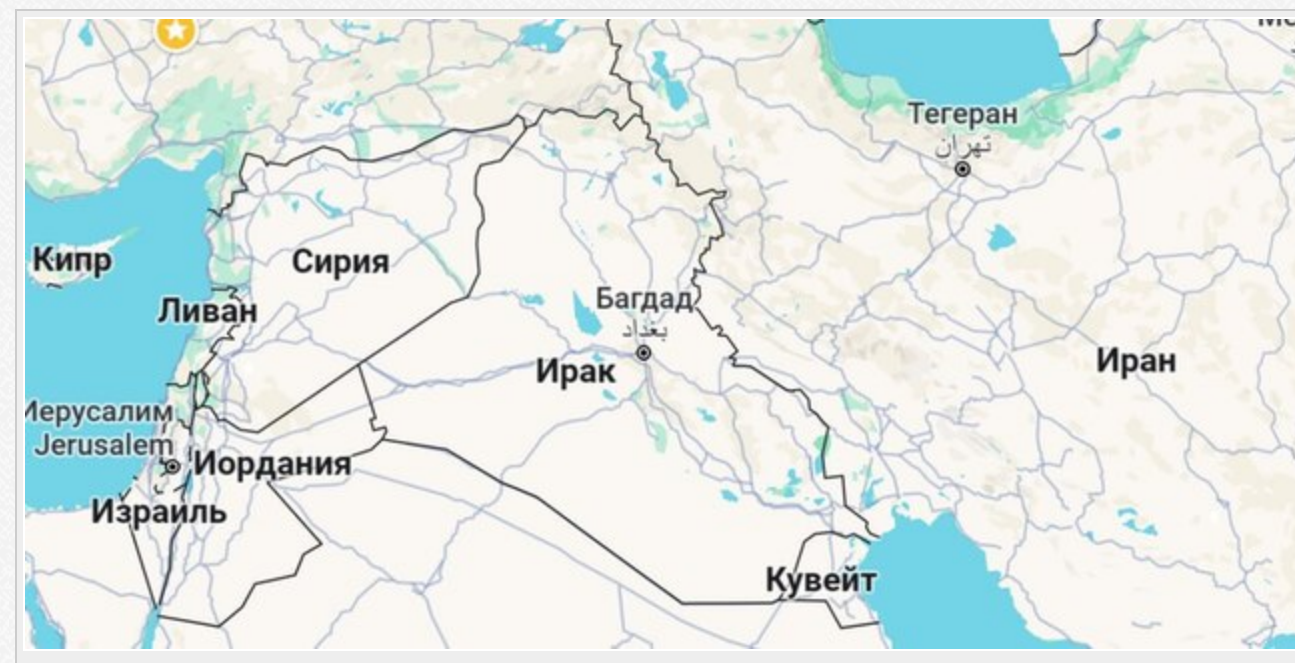 Тегеран
تهران
Кипр
Сирия
Ливан
Багдад
بغداد
Ирак
Иран
Иерусалим
Jerusalem
Иордания
Израиль
Кувейт